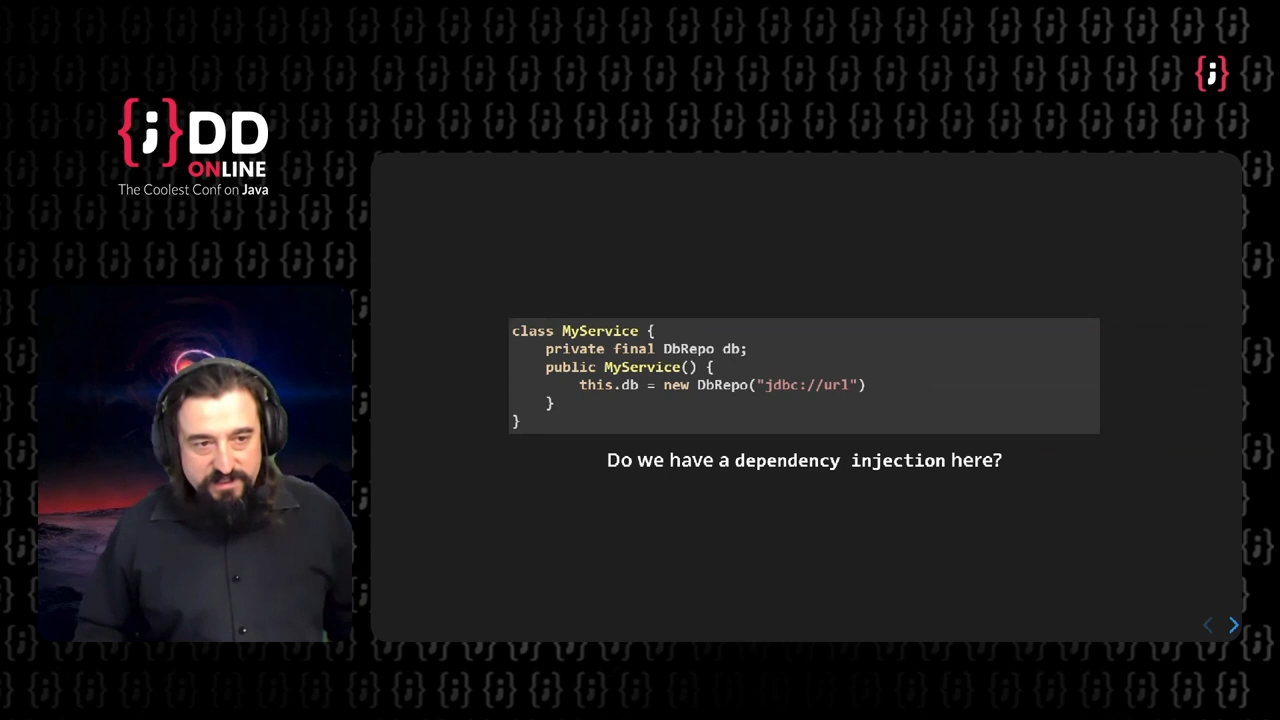 {;}DD
ONLINE
The Coolest Conf on Java
{;}
class MyService {
    private final DbRepo db;
    public MyService() {
        this.db = new DbRepo("jdbc://url")
    }
}
Do we have a dependency injection here?